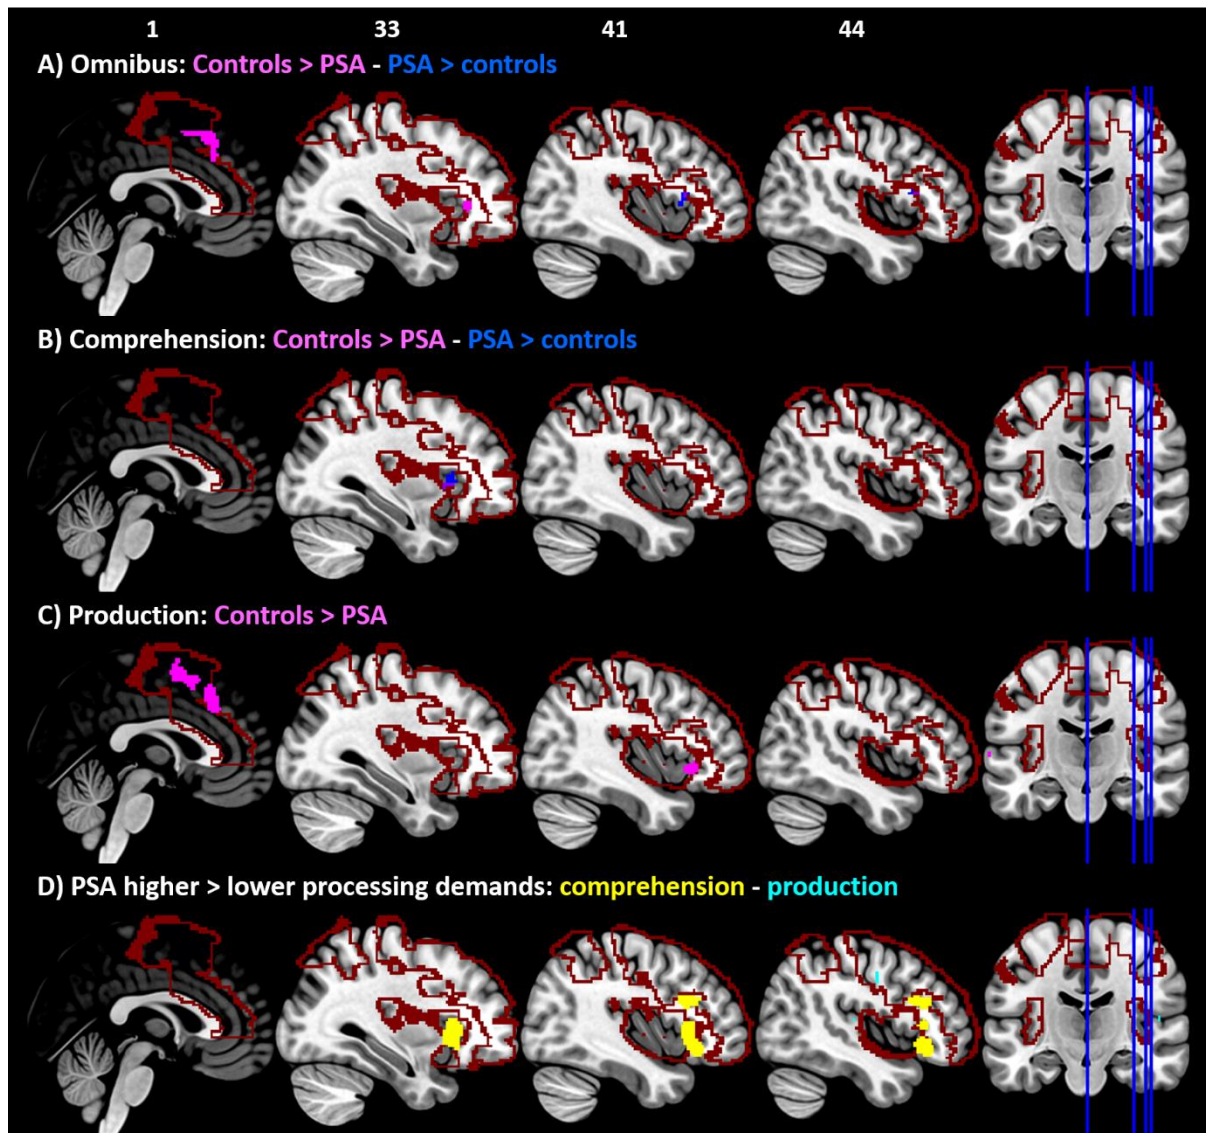 1 33 41 44
A) Omnibus: Controls > PSA - PSA > controls
B) Comprehension: Controls > PSA - PSA > controls
C) Production: Controls > PSA
D) PSA higher > lower processing demands: comprehension - production